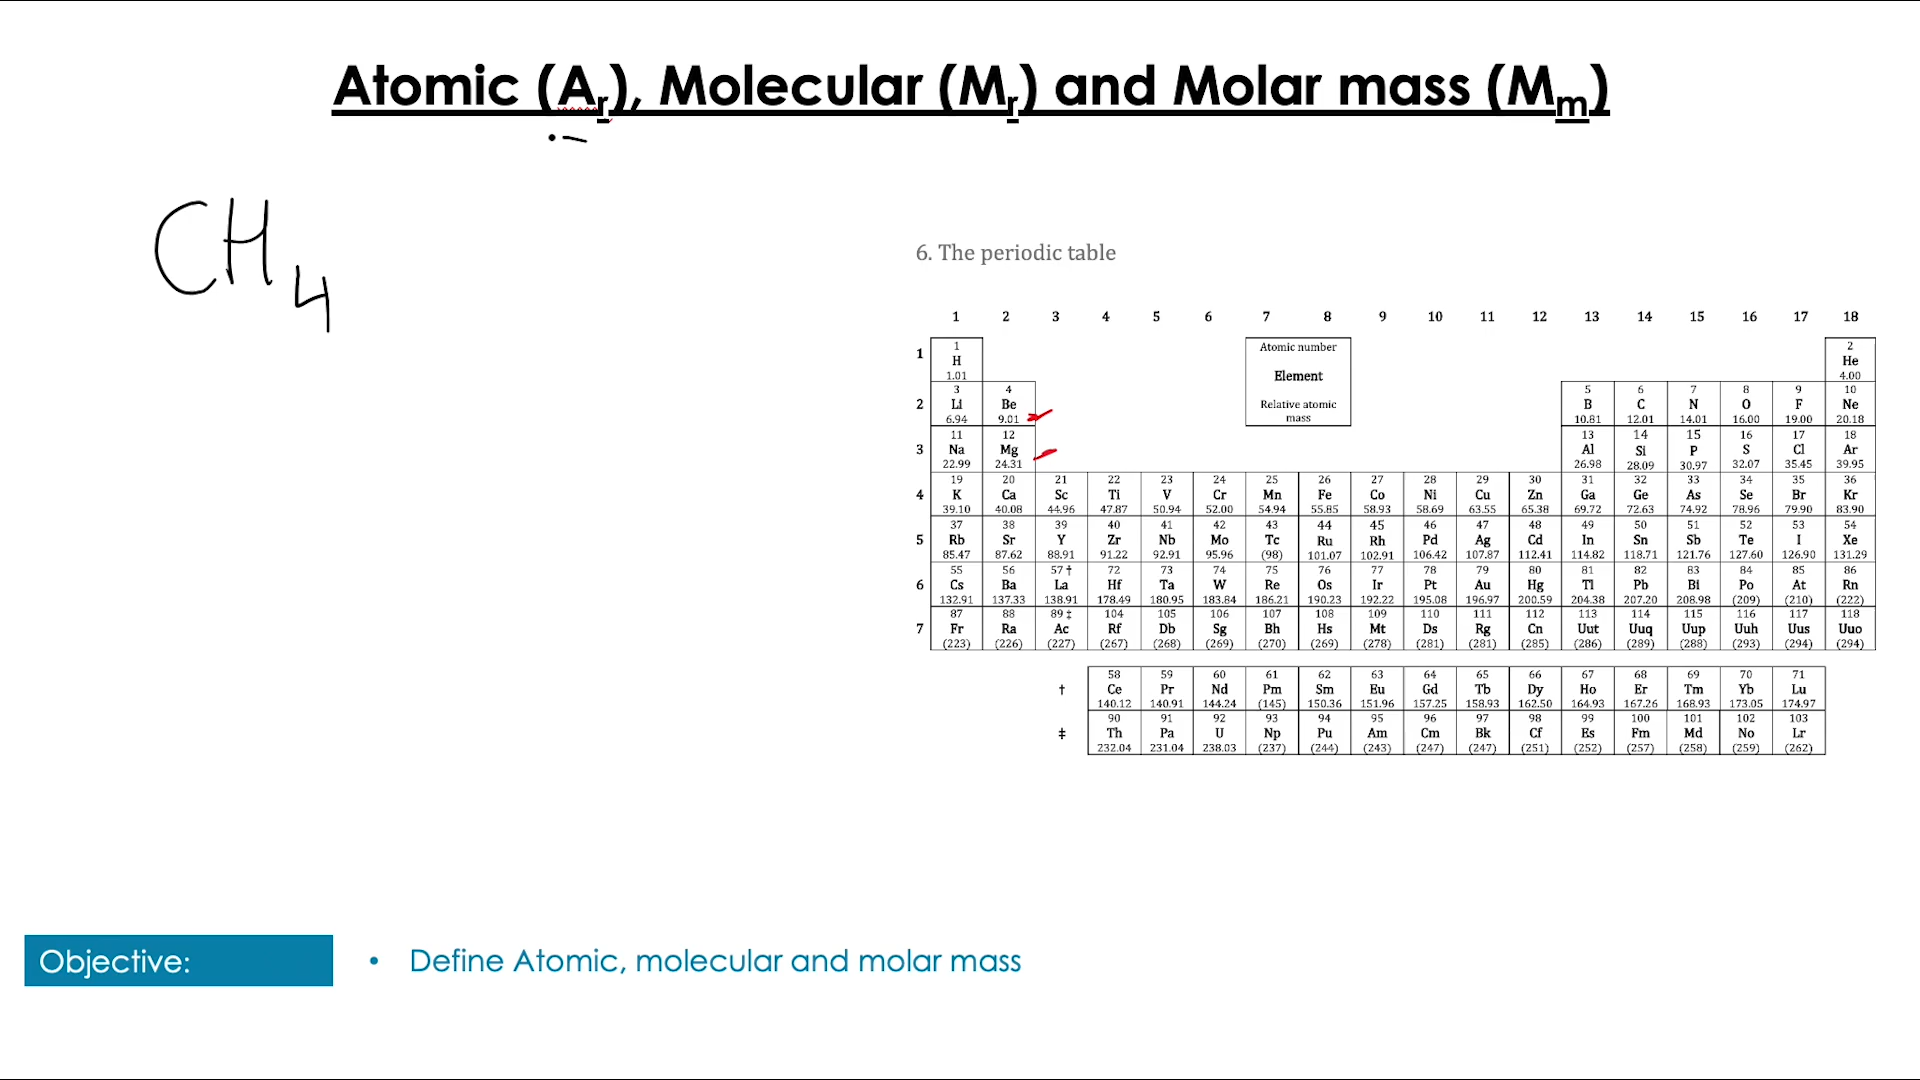 Atomic (Aᵣ), Molecular (Mᵣ) and Molar mass (Mₘ)
CH₄
6. The periodic table
1 2 3 4 5 6 7 8 9 10 11 12 13 14 15 16 17 18
Atomic number
Element
Relative atomic
mass
1
1 2
H He
1.01 4.00
2
3 4 5 6 7 8 9 10
Li Be B C N O F Ne
6.94 9.01 10.81 12.01 14.01 16.00 19.00 20.18
3
11 12 13 14 15 16 17 18
Na Mg Al Si P S Cl Ar
22.99 24.31 26.98 28.09 30.97 32.07 35.45 39.95
4
19 20 21 22 23 24 25 26 27 28 29 30 31 32 33 34 35 36
K Ca Sc Ti V Cr Mn Fe Co Ni Cu Zn Ga Ge As Se Br Kr
39.10 40.08 44.96 47.87 50.94 52.00 54.94 55.85 58.93 58.69 63.55 65.38 69.72 72.63 74.92 78.96 79.90 83.90
5
37 38 39 40 41 42 43 44 45 46 47 48 49 50 51 52 53 54
Rb Sr Y Zr Nb Mo Tc Ru Rh Pd Ag Cd In Sn Sb Te I Xe
85.47 87.62 88.91 91.22 92.91 95.96 (98) 101.07 102.91 106.42 107.87 112.41 114.82 118.71 121.76 127.60 126.90 131.29
6
55 56 57 † 72 73 74 75 76 77 78 79 80 81 82 83 84 85 86
Cs Ba La Hf Ta W Re Os Ir Pt Au Hg Tl Pb Bi Po At Rn
132.91 137.33 138.91 178.49 180.95 183.84 186.21 190.23 192.22 195.08 196.97 200.59 204.38 207.20 208.98 (209) (210) (222)
7
87 88 89 ‡ 104 105 106 107 108 109 110 111 112 113 114 115 116 117 118
Fr Ra Ac Rf Db Sg Bh Hs Mt Ds Rg Cn Uut Uuq Uup Uuh Uus Uuo
(223) (226) (227) (267) (268) (269) (270) (269) (278) (281) (281) (285) (286) (289) (288) (293) (294) (294)
†
58 59 60 61 62 63 64 65 66 67 68 69 70 71
Ce Pr Nd Pm Sm Eu Gd Tb Dy Ho Er Tm Yb Lu
140.12 140.91 144.24 (145) 150.36 151.96 157.25 158.93 162.50 164.93 167.26 168.93 173.05 174.97
‡
90 91 92 93 94 95 96 97 98 99 100 101 102 103
Th Pa U Np Pu Am Cm Bk Cf Es Fm Md No Lr
232.04 231.04 238.03 (237) (244) (243) (247) (247) (251) (252) (257) (258) (259) (262)
Objective:
• Define Atomic, molecular and molar mass